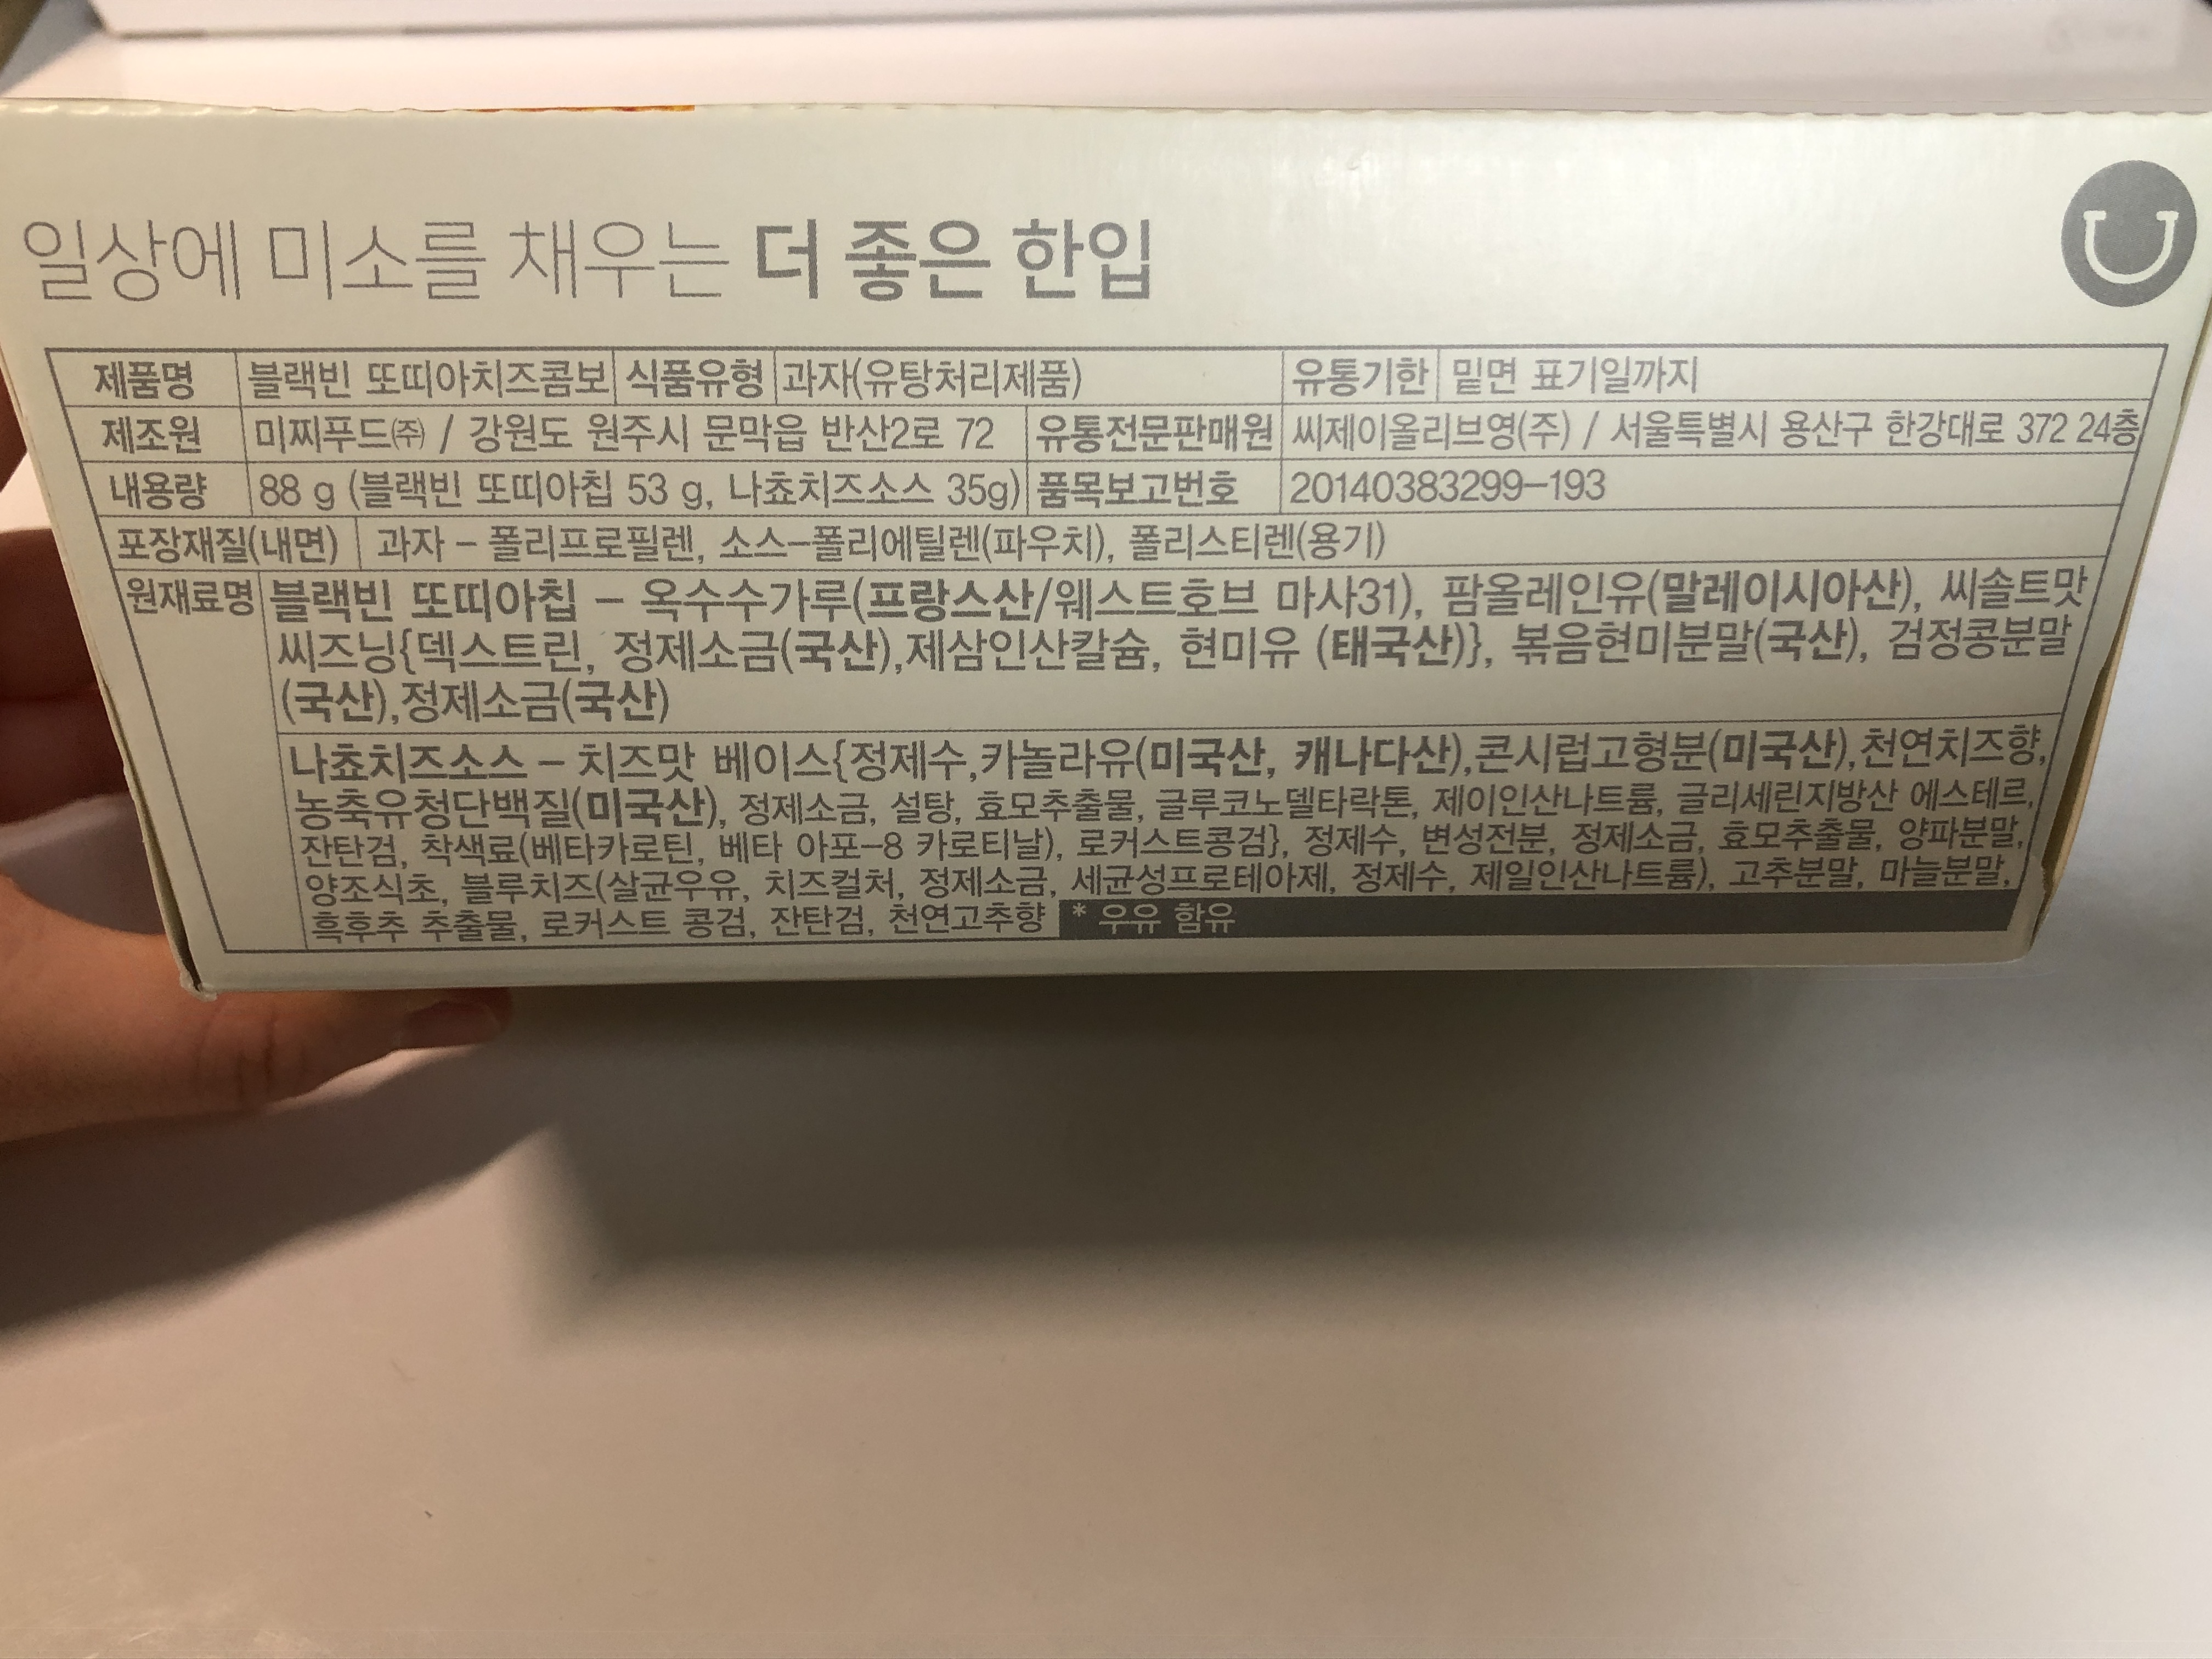 일상에 미소를 채우는 더 좋은 한입
제품명 블랙빈 또띠아치즈콤보 식품유형 과자(유탕처리제품) 유통기한 밑면 표기일까지
제조원 미찌푸드㈜ / 강원도 원주시 문막읍 반산2로 72 유통전문판매원 씨제이올리브영(주) / 서울특별시 용산구 한강대로 372 24층
내용량 88 g (블랙빈 또띠아칩 53 g, 나쵸치즈소스 35g) 품목보고번호 20140383299–193
포장재질(내면) 과자 – 폴리프로필렌, 소스–폴리에틸렌(파우치), 폴리스티렌(용기)
원재료명 블랙빈 또띠아칩 – 옥수수가루(프랑스산/웨스트호브 마사31), 팜올레인유(말레이시아산), 씨솔트맛
씨즈닝{덱스트린, 정제소금(국산),제삼인산칼슘, 현미유 (태국산)}, 볶음현미분말(국산), 검정콩분말
(국산),정제소금(국산)
나쵸치즈소스 – 치즈맛 베이스{정제수,카놀라유(미국산, 캐나다산),콘시럽고형분(미국산),천연치즈향,
농축유청단백질(미국산), 정제소금, 설탕, 효모추출물, 글루코노델타락톤, 제이인산나트륨, 글리세린지방산 에스테르,
잔탄검, 착색료(베타카로틴, 베타 아포–8 카로티날), 로커스트콩검}, 정제수, 변성전분, 정제소금, 효모추출물, 양파분말,
양조식초, 블루치즈(살균우유, 치즈컬처, 정제소금, 세균성프로테아제, 정제수, 제일인산나트륨), 고추분말, 마늘분말,
흑후추 추출물, 로커스트 콩검, 잔탄검, 천연고추향 * 우유 함유